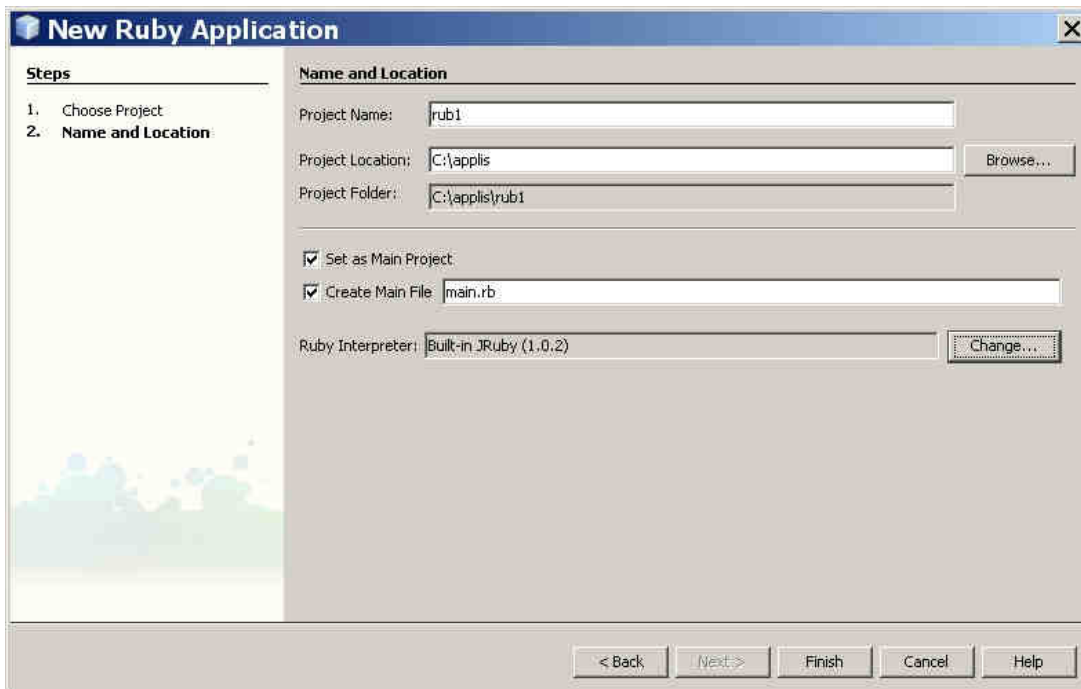 New Ruby Application
Steps
1. Choose Project
2. Name and Location
Name and Location
Project Name: rub1
Project Location: C:\applis Browse...
Project Folder: C:\applis\rub1
Set as Main Project
Create Main File main.rb
Ruby Interpreter: Built-in JRuby (1.0.2) Change...
< Back Next > Finish Cancel Help